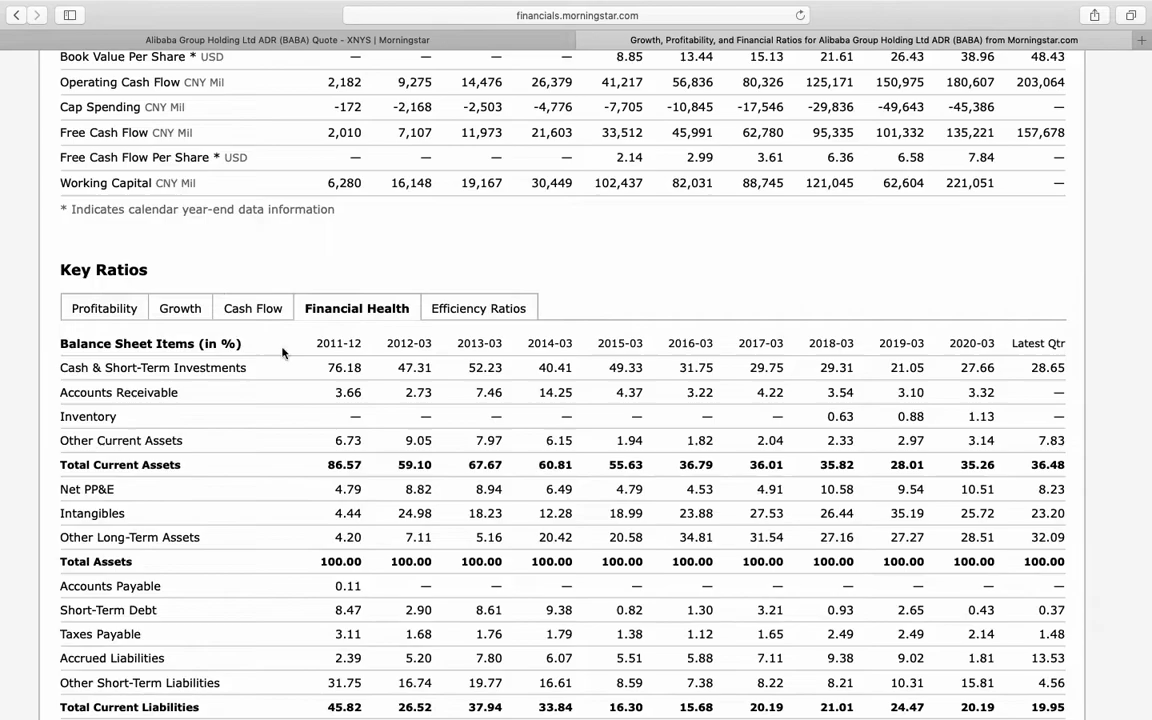 financials.morningstar.com
Alibaba Group Holding Ltd ADR (BABA) Quote - XNYS | Morningstar
Growth, Profitability, and Financial Ratios for Alibaba Group Holding Ltd ADR (BABA) from Morningstar.com
Book Value Per Share * USD — — — — 8.85 13.44 15.13 21.61 26.43 38.96 48.43
Operating Cash Flow CNY Mil 2,182 9,275 14,476 26,379 41,217 56,836 80,326 125,171 150,975 180,607 203,064
Cap Spending CNY Mil -172 -2,168 -2,503 -4,776 -7,705 -10,845 -17,546 -29,836 -49,643 -45,386 —
Free Cash Flow CNY Mil 2,010 7,107 11,973 21,603 33,512 45,991 62,780 95,335 101,332 135,221 157,678
Free Cash Flow Per Share * USD — — — — 2.14 2.99 3.61 6.36 6.58 7.84 —
Working Capital CNY Mil 6,280 16,148 19,167 30,449 102,437 82,031 88,745 121,045 62,604 221,051 —
* Indicates calendar year-end data information
Key Ratios
Profitability Growth Cash Flow Financial Health Efficiency Ratios
Balance Sheet Items (in %) 2011-12 2012-03 2013-03 2014-03 2015-03 2016-03 2017-03 2018-03 2019-03 2020-03 Latest Qtr
Cash & Short-Term Investments 76.18 47.31 52.23 40.41 49.33 31.75 29.75 29.31 21.05 27.66 28.65
Accounts Receivable 3.66 2.73 7.46 14.25 4.37 3.22 4.22 3.54 3.10 3.32 —
Inventory — — — — — — — 0.63 0.88 1.13 —
Other Current Assets 6.73 9.05 7.97 6.15 1.94 1.82 2.04 2.33 2.97 3.14 7.83
Total Current Assets 86.57 59.10 67.67 60.81 55.63 36.79 36.01 35.82 28.01 35.26 36.48
Net PP&E 4.79 8.82 8.94 6.49 4.79 4.53 4.91 10.58 9.54 10.51 8.23
Intangibles 4.44 24.98 18.23 12.28 18.99 23.88 27.53 26.44 35.19 25.72 23.20
Other Long-Term Assets 4.20 7.11 5.16 20.42 20.58 34.81 31.54 27.16 27.27 28.51 32.09
Total Assets 100.00 100.00 100.00 100.00 100.00 100.00 100.00 100.00 100.00 100.00 100.00
Accounts Payable 0.11 — — — — — — — — — —
Short-Term Debt 8.47 2.90 8.61 9.38 0.82 1.30 3.21 0.93 2.65 0.43 0.37
Taxes Payable 3.11 1.68 1.76 1.79 1.38 1.12 1.65 2.49 2.49 2.14 1.48
Accrued Liabilities 2.39 5.20 7.80 6.07 5.51 5.88 7.11 9.38 9.02 1.81 13.53
Other Short-Term Liabilities 31.75 16.74 19.77 16.61 8.59 7.38 8.22 8.21 10.31 15.81 4.56
Total Current Liabilities 45.82 26.52 37.94 33.84 16.30 15.68 20.19 21.01 24.47 20.19 19.95